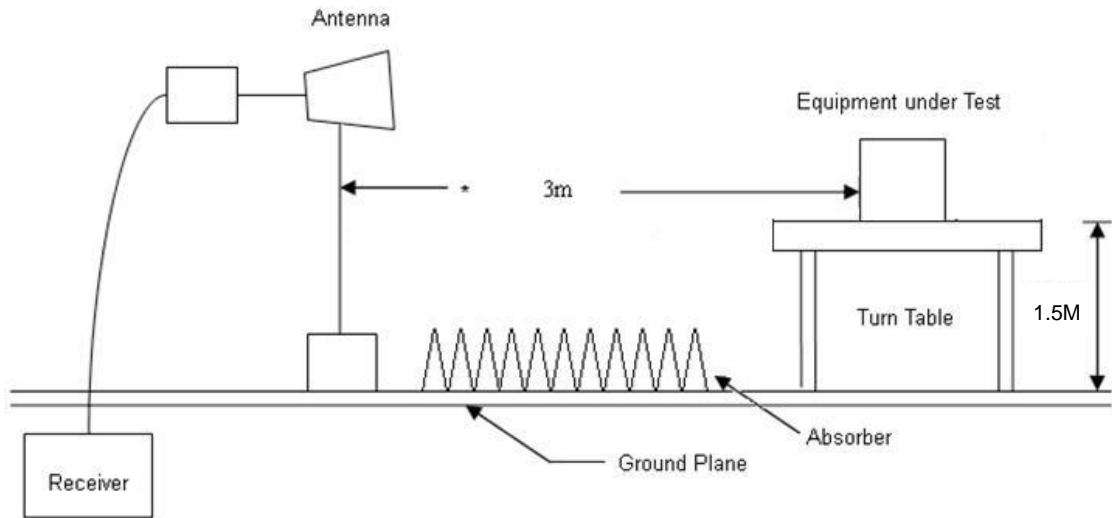 Antenna
Equipment under Test
* 3m
Turn Table
1.5M
Absorber
Ground Plane
Receiver